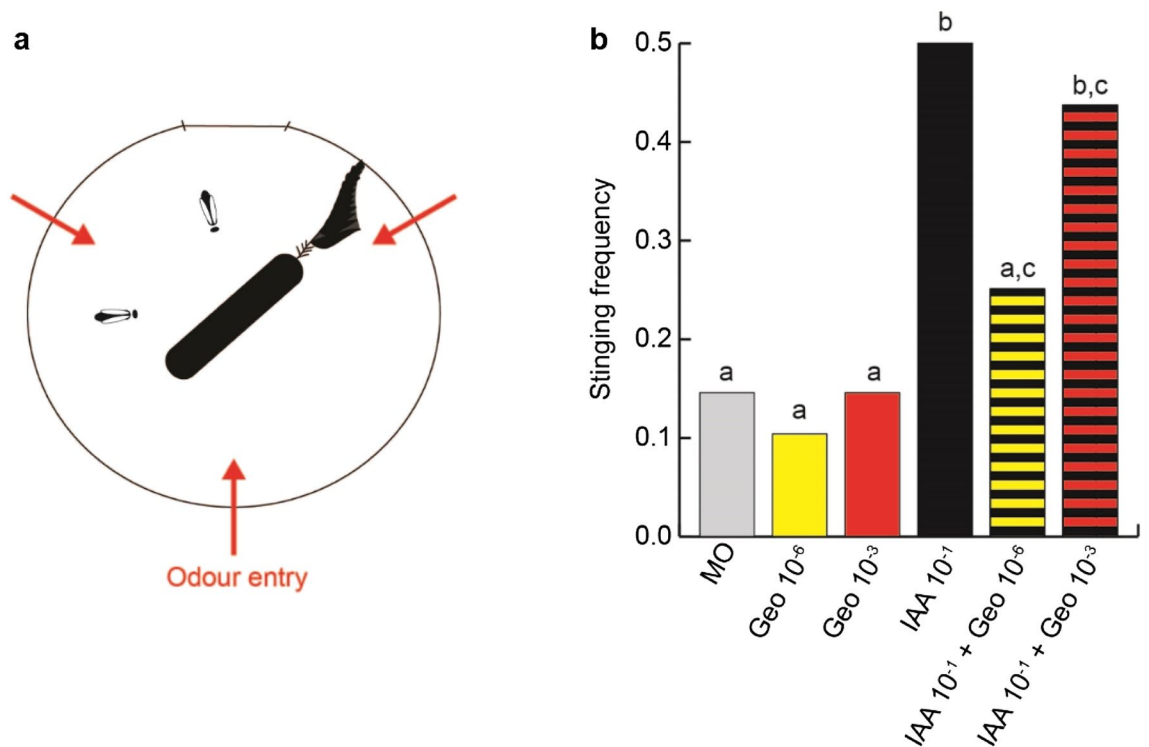 a
Odour entry
b
Stinging frequency
0.5
0.4
0.3
0.2
0.1
0.0
a
a
a
b
a,c
b,c
MO
Geo 10⁻⁶
Geo 10⁻³
IAA 10⁻¹
IAA 10⁻¹ + Geo 10⁻⁶
IAA 10⁻¹ + Geo 10⁻³